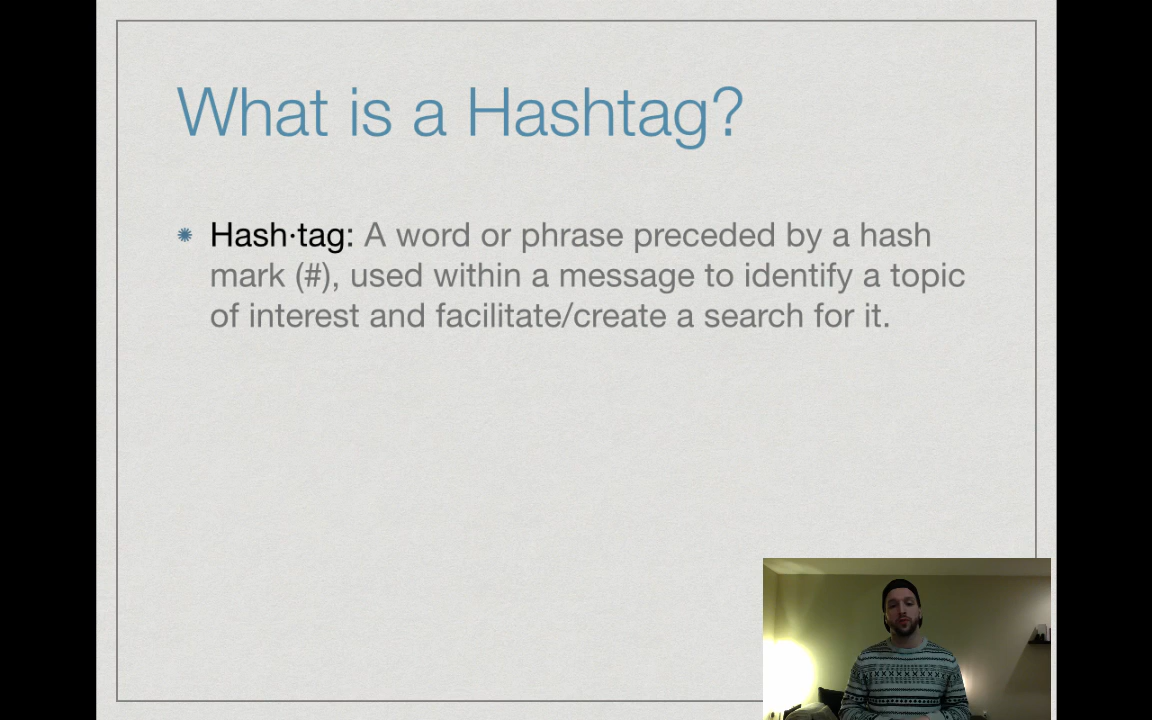 What is a Hashtag?
Hash·tag: A word or phrase preceded by a hash
mark (#), used within a message to identify a topic
of interest and facilitate/create a search for it.